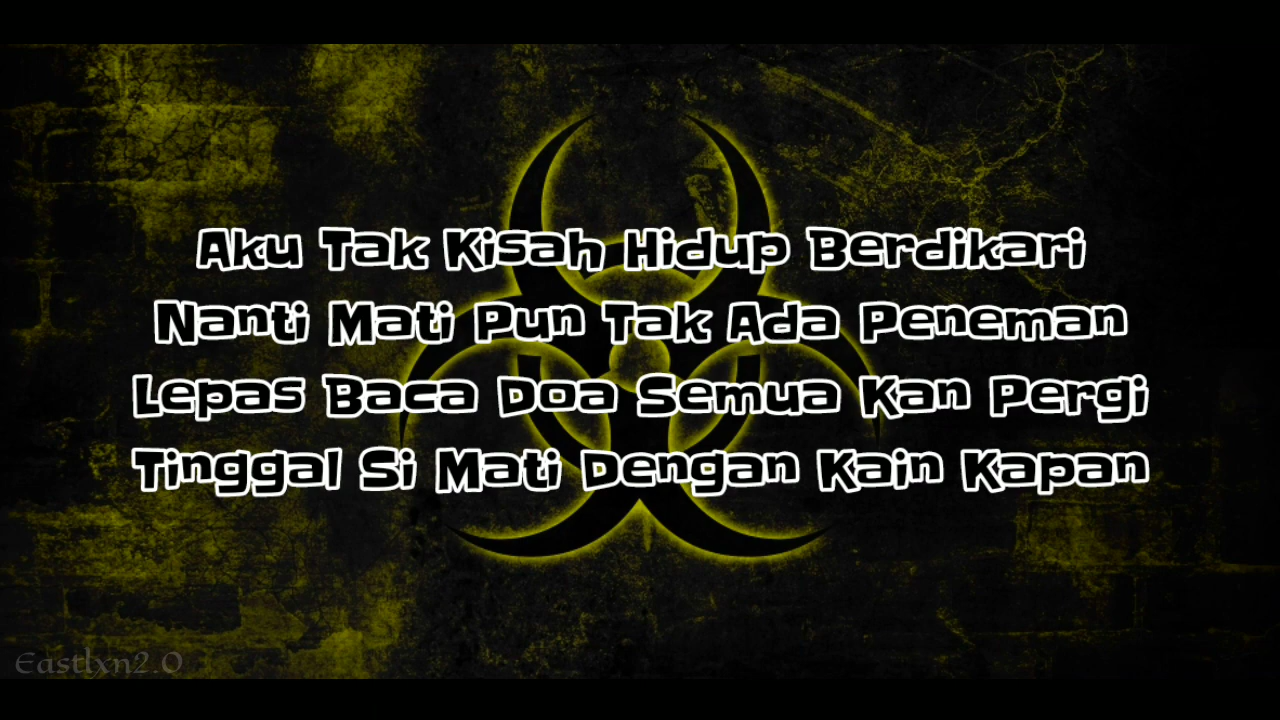 Aku Tak Kisah Hidup Berdikari
Nanti Mati Pun Tak Ada Peneman
Lepas Baca Doa Semua Kan Pergi
Tinggal Si Mati Dengan Kain Kapan
Eastlxn2.0